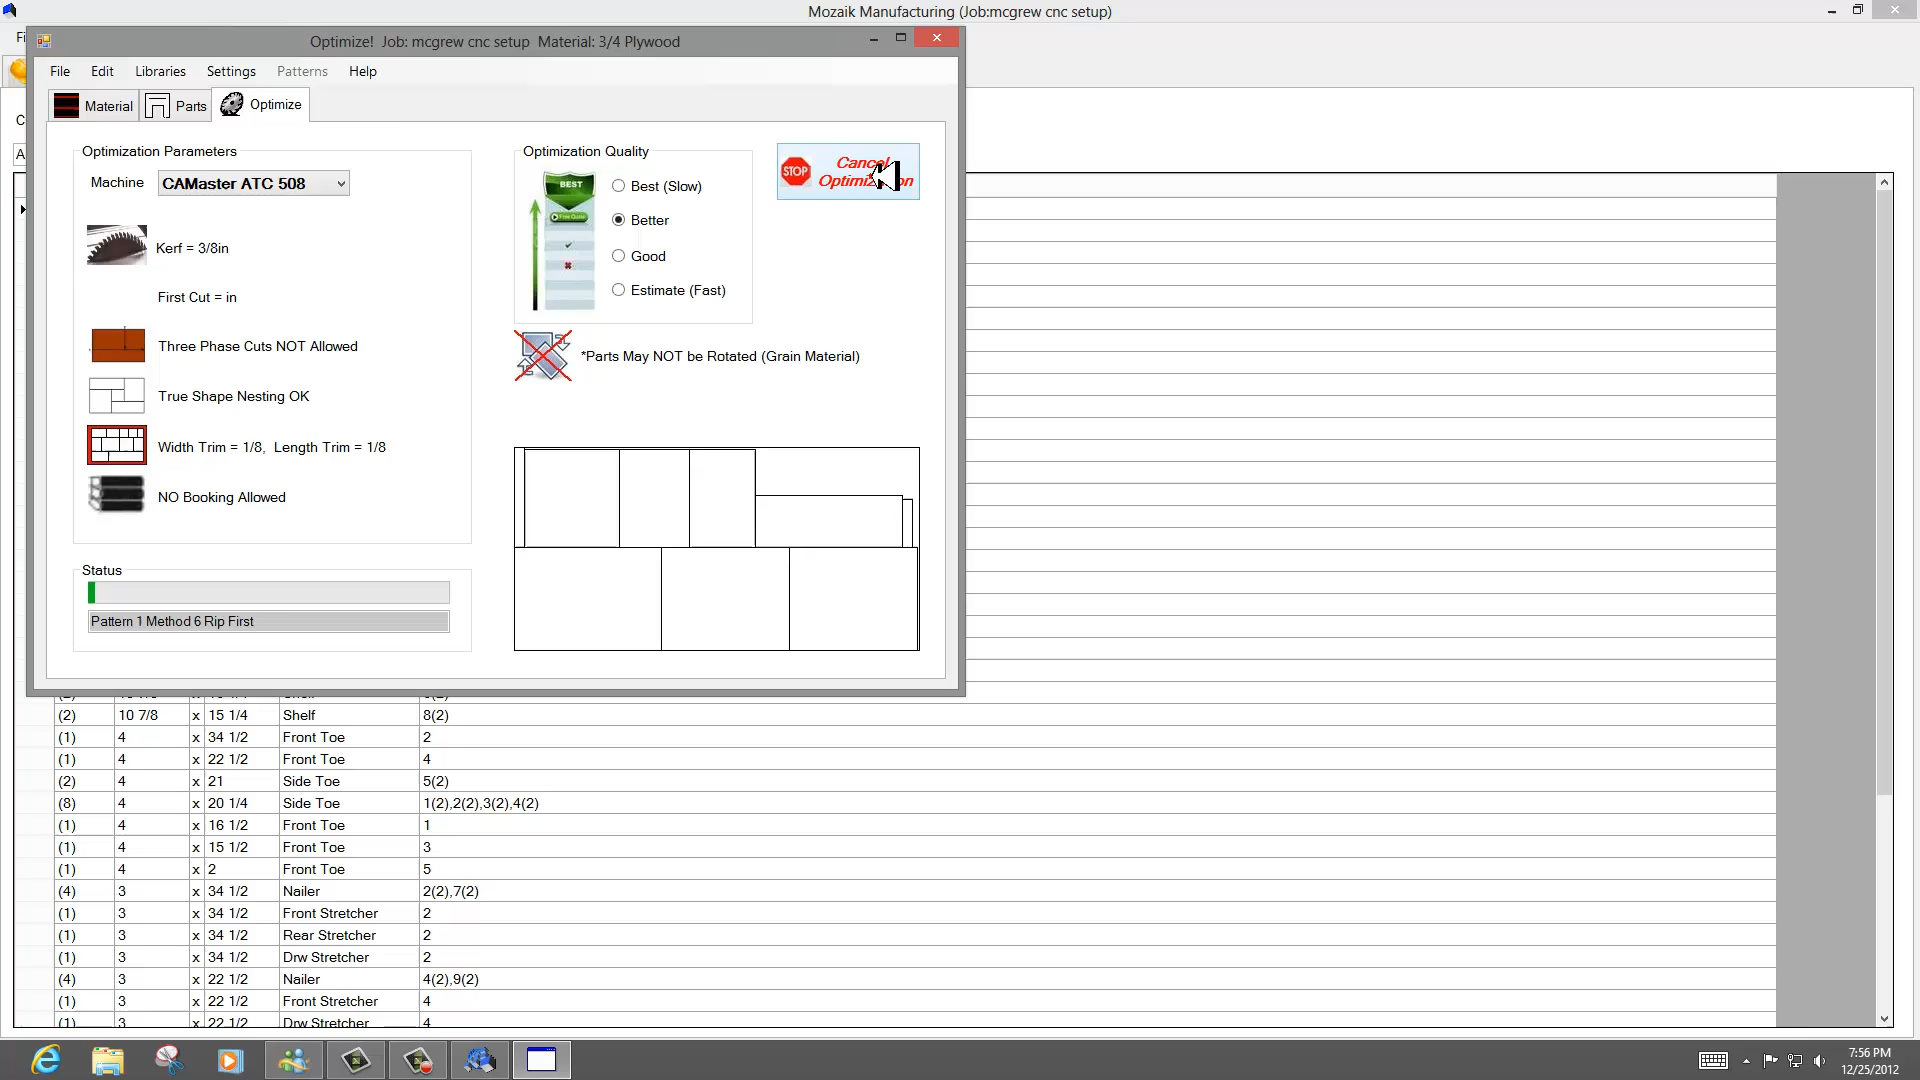 Mozaik Manufacturing (Job:mcgrew cnc setup)
Optimize!  Job: mcgrew cnc setup  Material: 3/4 Plywood
File Edit Libraries Settings Patterns Help
Material Parts Optimize
Optimization Parameters
Machine CAMaster ATC 508
Kerf = 3/8in
First Cut = in
Three Phase Cuts NOT Allowed
True Shape Nesting OK
Width Trim = 1/8,  Length Trim = 1/8
NO Booking Allowed
Status
Pattern 1 Method 6 Rip First
Optimization Quality
BEST
Best (Slow)
Better
Good
Estimate (Fast)
STOP Cancel
Optimization
*Parts May NOT be Rotated (Grain Material)
(2) 10 7/8 x 15 1/4 Shelf 8(2)
(1) 4 x 34 1/2 Front Toe 2
(1) 4 x 22 1/2 Front Toe 4
(2) 4 x 21 Side Toe 5(2)
(8) 4 x 20 1/4 Side Toe 1(2),2(2),3(2),4(2)
(1) 4 x 16 1/2 Front Toe 1
(1) 4 x 15 1/2 Front Toe 3
(1) 4 x 2 Front Toe 5
(4) 3 x 34 1/2 Nailer 2(2),7(2)
(1) 3 x 34 1/2 Front Stretcher 2
(1) 3 x 34 1/2 Rear Stretcher 2
(1) 3 x 34 1/2 Drw Stretcher 2
(4) 3 x 22 1/2 Nailer 4(2),9(2)
(1) 3 x 22 1/2 Front Stretcher 4
(1) 3 x 22 1/2 Drw Stretcher 4
7:56 PM
12/25/2012